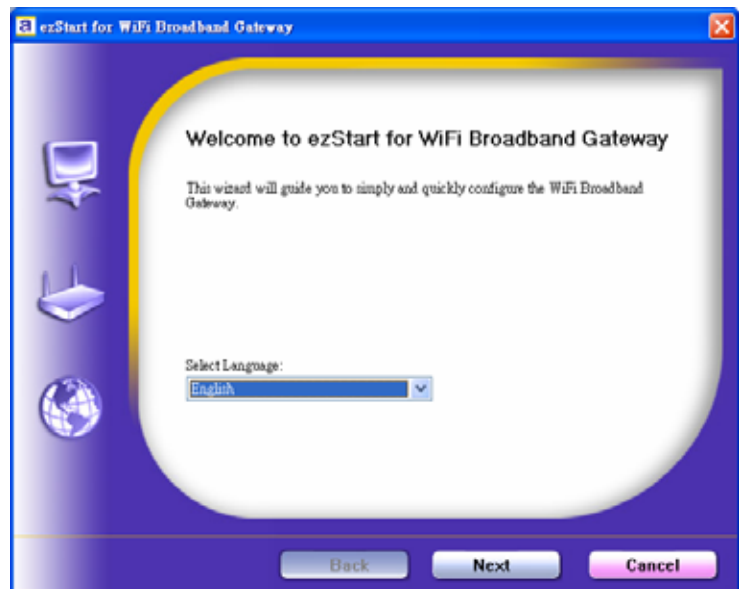 a ezStart for WiFi Broadband Gateway
Welcome to ezStart for WiFi Broadband Gateway
This wizard will guide you to simply and quickly configure the WiFi Broadband
Gateway.
Select Language:
English
Back
Next
Cancel